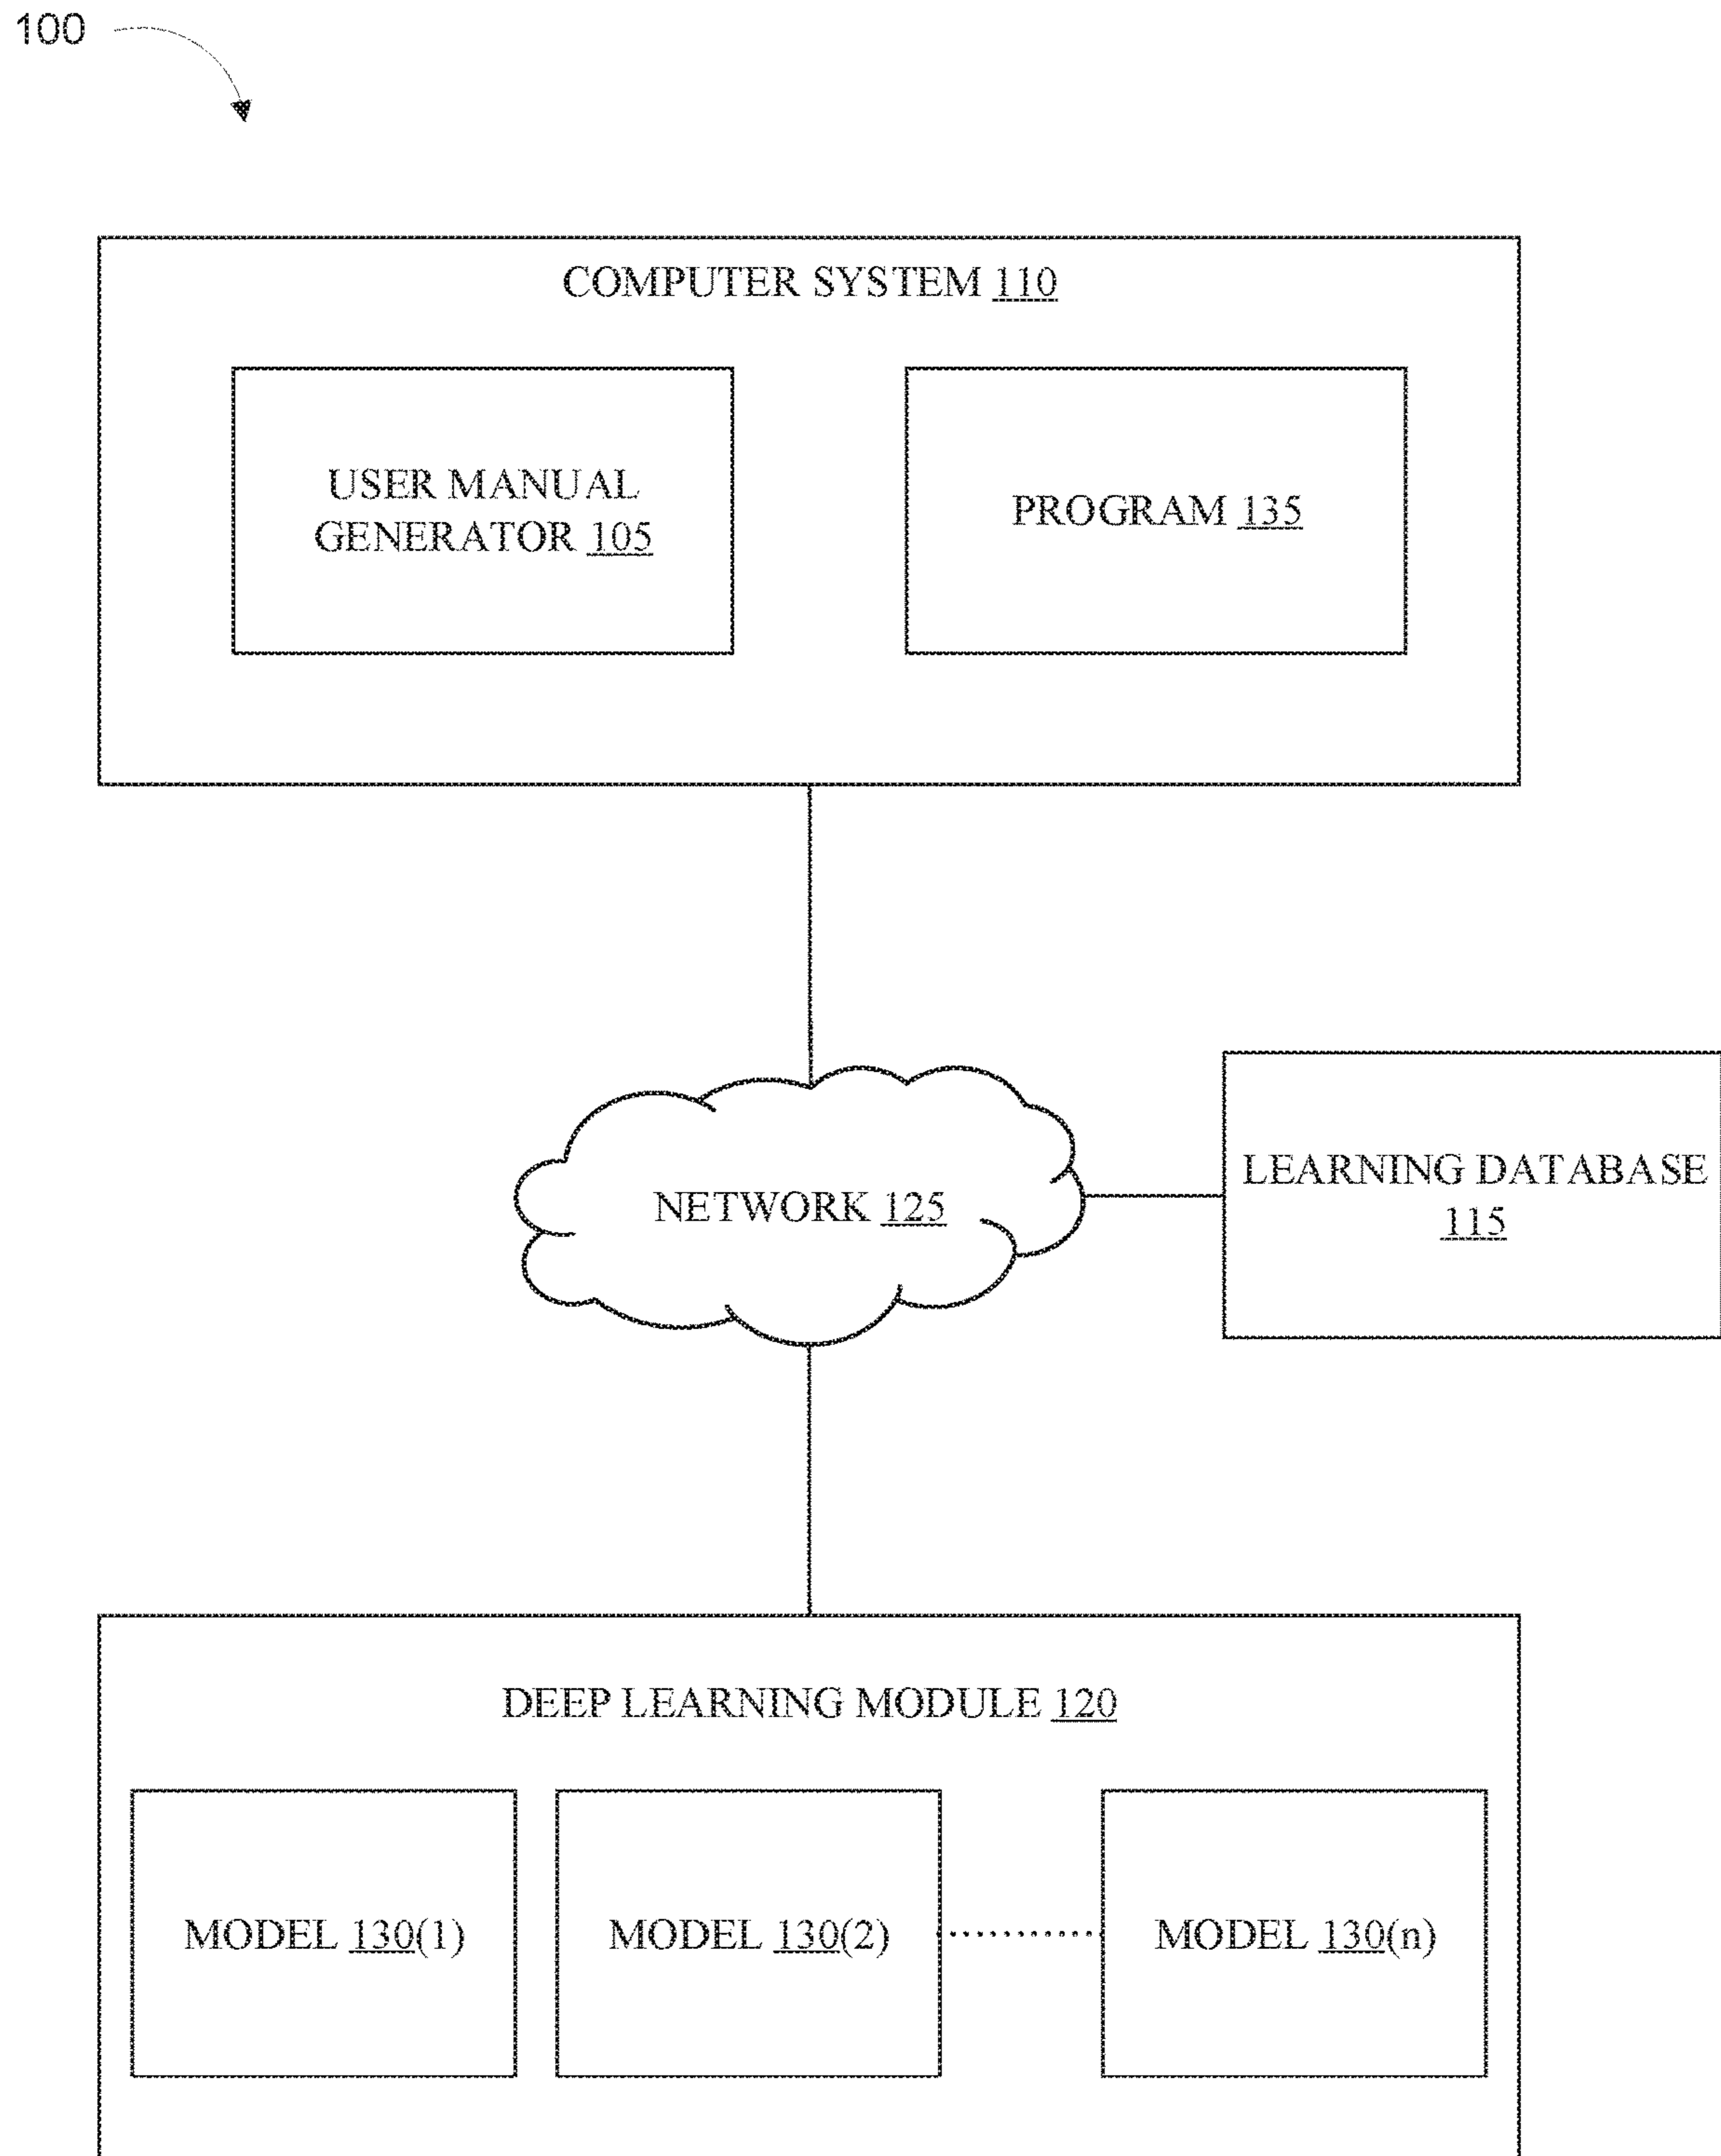 100
COMPUTER SYSTEM 110
USER MANUAL
GENERATOR 105
PROGRAM 135
NETWORK 125
LEARNING DATABASE
115
DEEP LEARNING MODULE 120
MODEL 130(1)
MODEL 130(2)
MODEL 130(n)